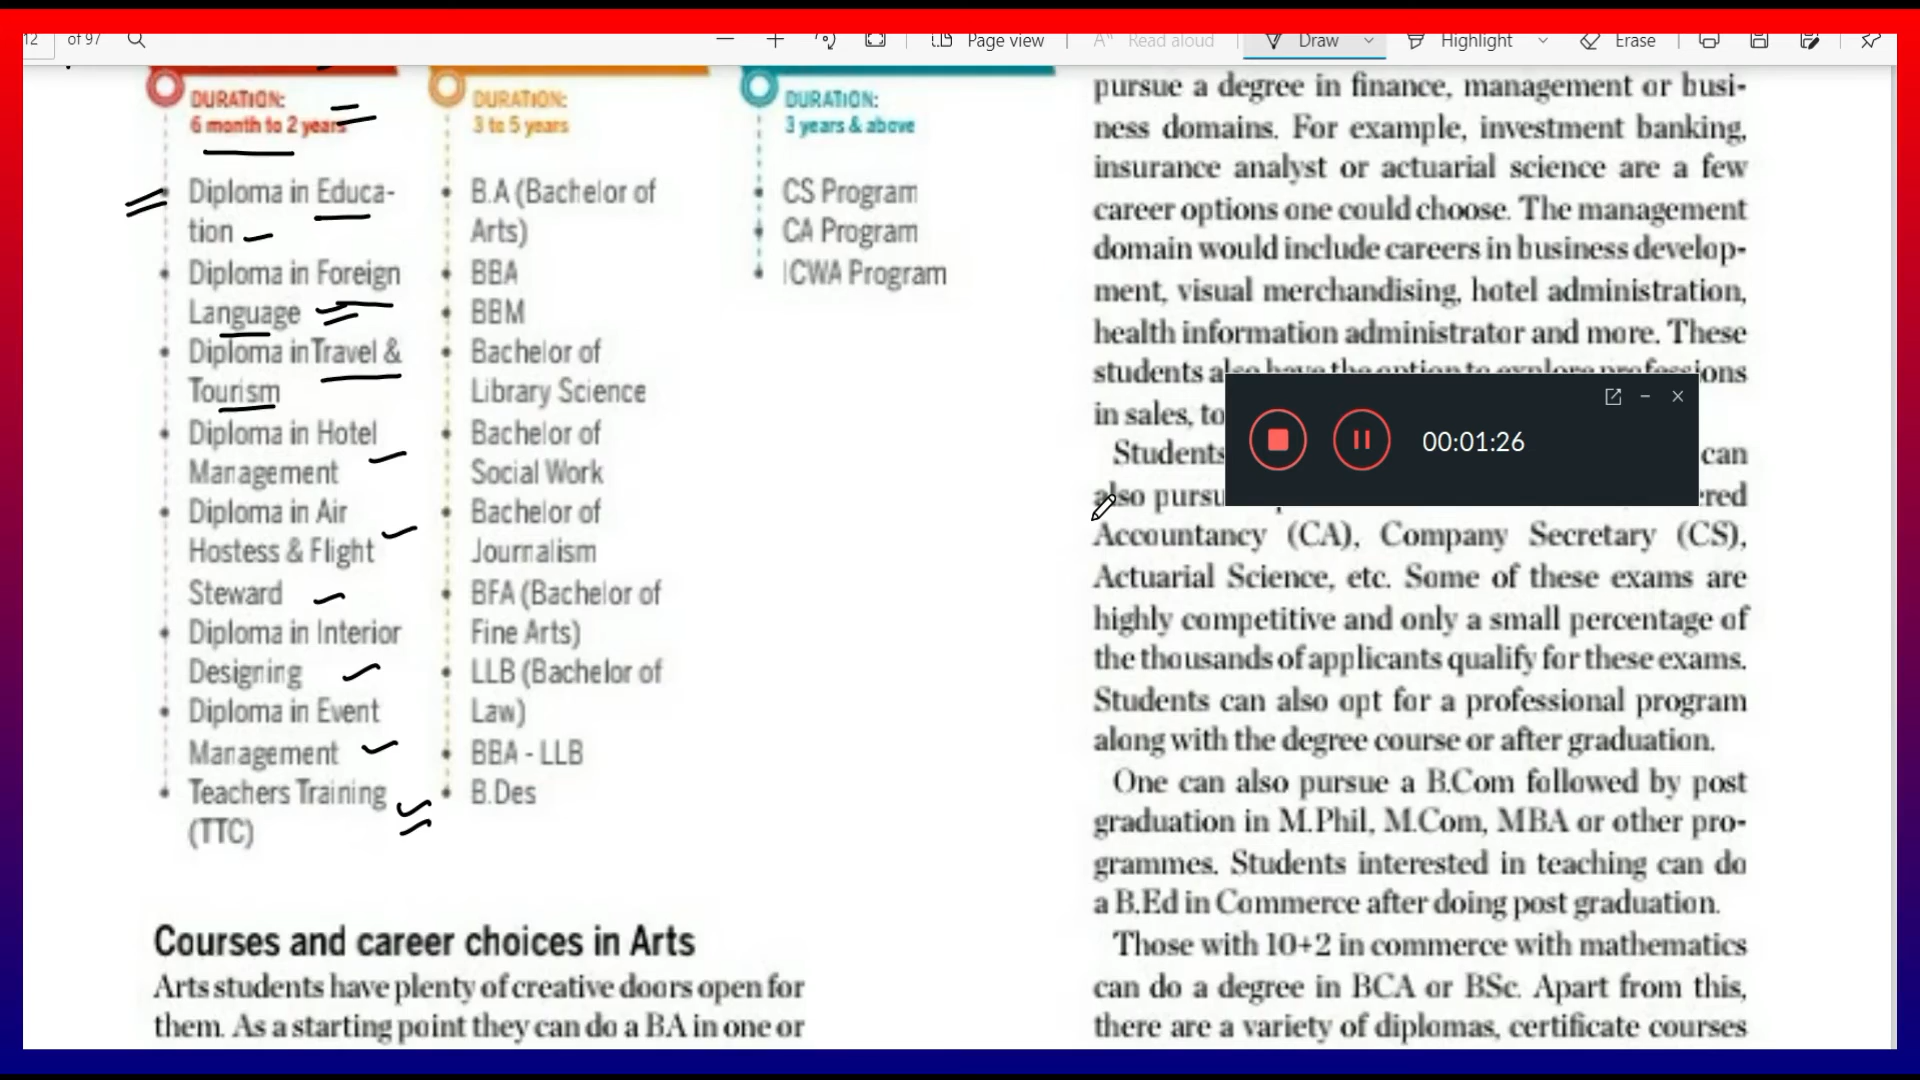 12 of 97 Page view Read aloud Draw Highlight Erase
DURATION:
6 month to 2 years
Diploma in Educa-
tion
Diploma in Foreign
Language
Diploma in Travel &
Tourism
Diploma in Hotel
Management
Diploma in Air
Hostess & Flight
Steward
Diploma in Interior
Designing
Diploma in Event
Management
Teachers Training
(TTC)
DURATION:
3 to 5 years
B.A (Bachelor of
Arts)
BBA
BBM
Bachelor of
Library Science
Bachelor of
Social Work
Bachelor of
Journalism
BFA (Bachelor of
Fine Arts)
LLB (Bachelor of
Law)
BBA - LLB
B.Des
DURATION:
3 years & above
CS Program
CA Program
ICWA Program
Courses and career choices in Arts
Arts students have plenty of creative doors open for
them. As a starting point they can do a BA in one or
pursue a degree in finance, management or busi-
ness domains. For example, investment banking,
insurance analyst or actuarial science are a few
career options one could choose. The management
domain would include careers in business develop-
ment, visual merchandising, hotel administration,
health information administrator and more. These
students also have the option to explore professions
in sales, to
Students can
also pursu ered
Accountancy (CA), Company Secretary (CS),
Actuarial Science, etc. Some of these exams are
highly competitive and only a small percentage of
the thousands of applicants qualify for these exams.
Students can also opt for a professional program
along with the degree course or after graduation.
One can also pursue a B.Com followed by post
graduation in M.Phil, M.Com, MBA or other pro-
grammes. Students interested in teaching can do
a B.Ed in Commerce after doing post graduation.
Those with 10+2 in commerce with mathematics
can do a degree in BCA or BSc. Apart from this,
there are a variety of diplomas, certificate courses
00:01:26